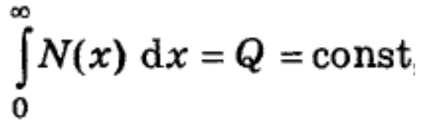 ∫₀^∞ N(x) dx = Q = const,